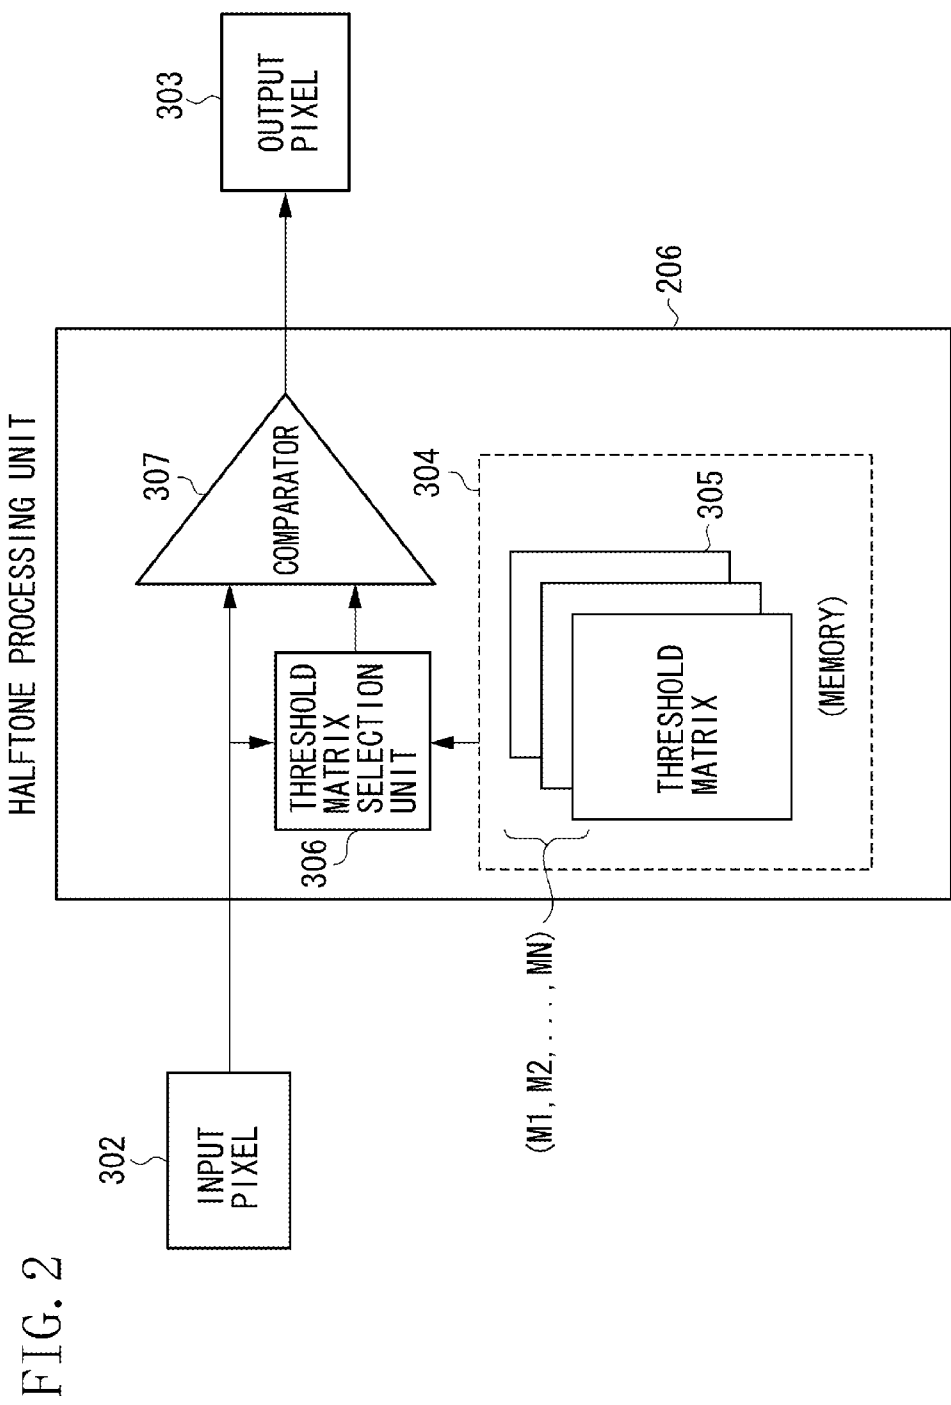 FIG. 2
HALFTONE PROCESSING UNIT
302
INPUT
PIXEL
307
COMPARATOR
303
OUTPUT
PIXEL
306
THRESHOLD
MATRIX
SELECTION
UNIT
206
304
305
(M1, M2, . . . , MN)
THRESHOLD
MATRIX
(MEMORY)